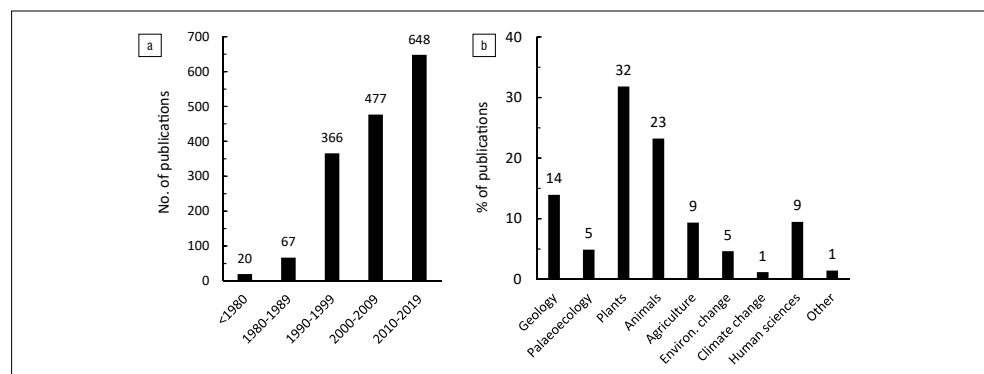 a
No. of publications
700
600
500
400
300
200
100
0
20
67
366
477
648
<1980
1980-1989
1990-1999
2000-2009
2010-2019
b
% of publications
40
30
20
10
0
14
5
32
23
9
5
1
9
1
Geology
Palaeoecology
Plants
Animals
Agriculture
Environ. change
Climate change
Human sciences
Other